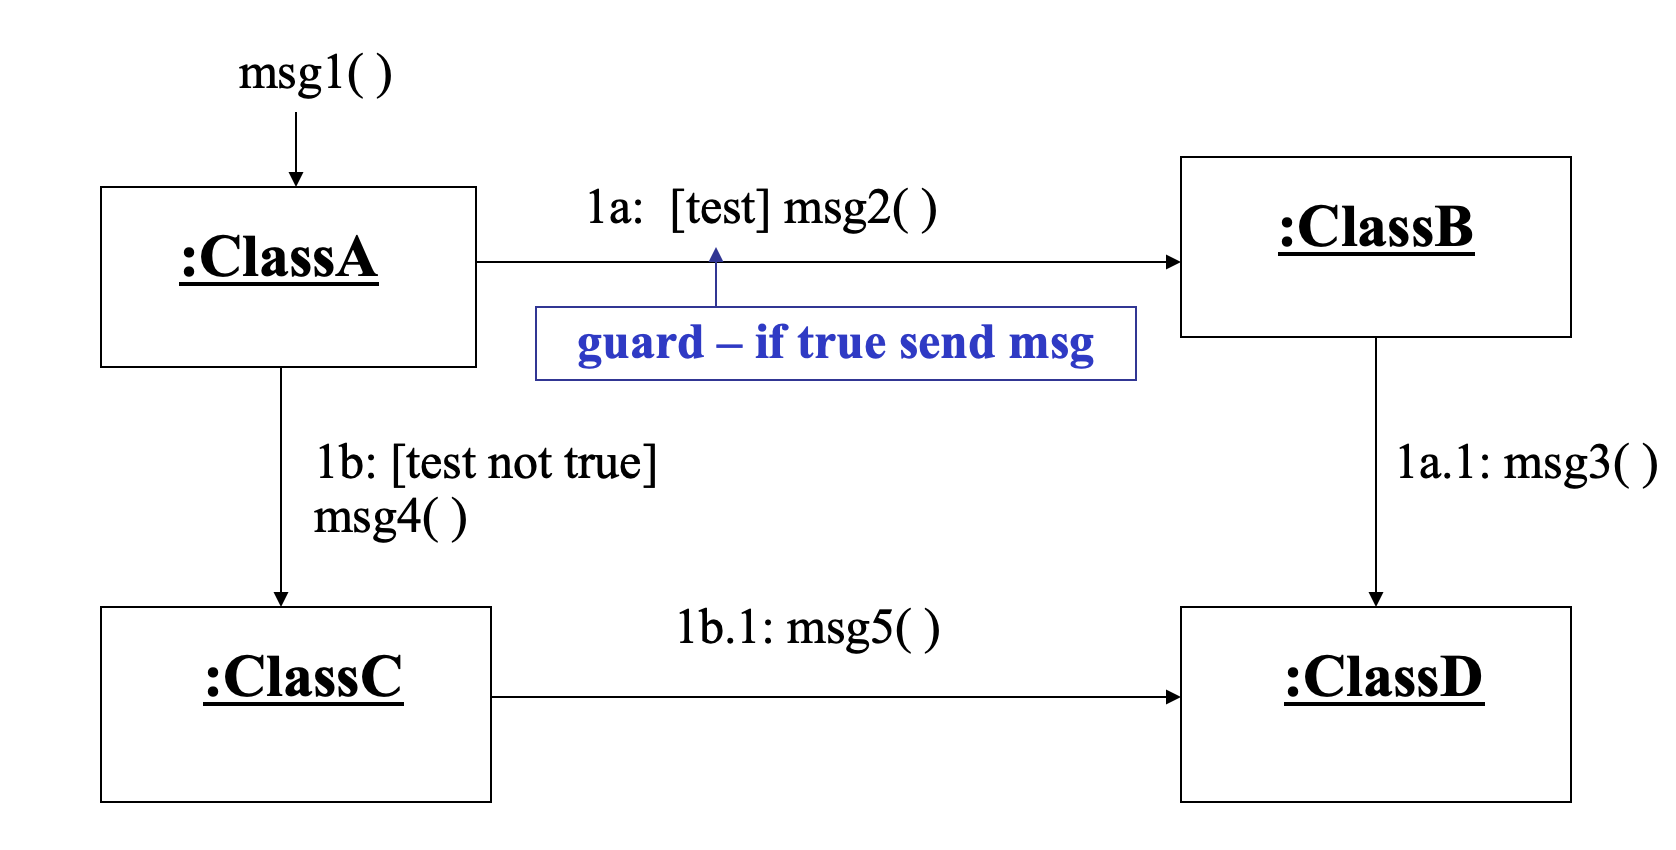 msg1( )
1a:  [test] msg2( )
:ClassA
:ClassB
guard – if true send msg
1b: [test not true]
msg4( )
1a.1: msg3( )
1b.1: msg5( )
:ClassC
:ClassD